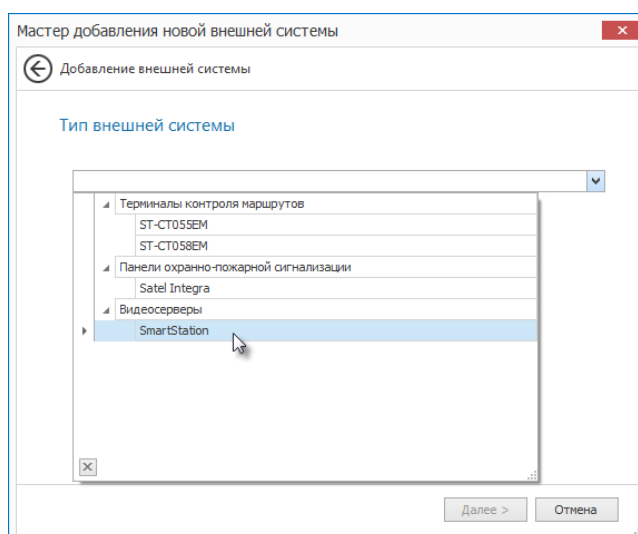 Мастер добавления новой внешней системы
Добавление внешней системы
Тип внешней системы
Терминалы контроля маршрутов
ST-CT055EM
ST-CT058EM
Панели охранно-пожарной сигнализации
Satel Integra
Видеосерверы
SmartStation
Далее >
Отмена